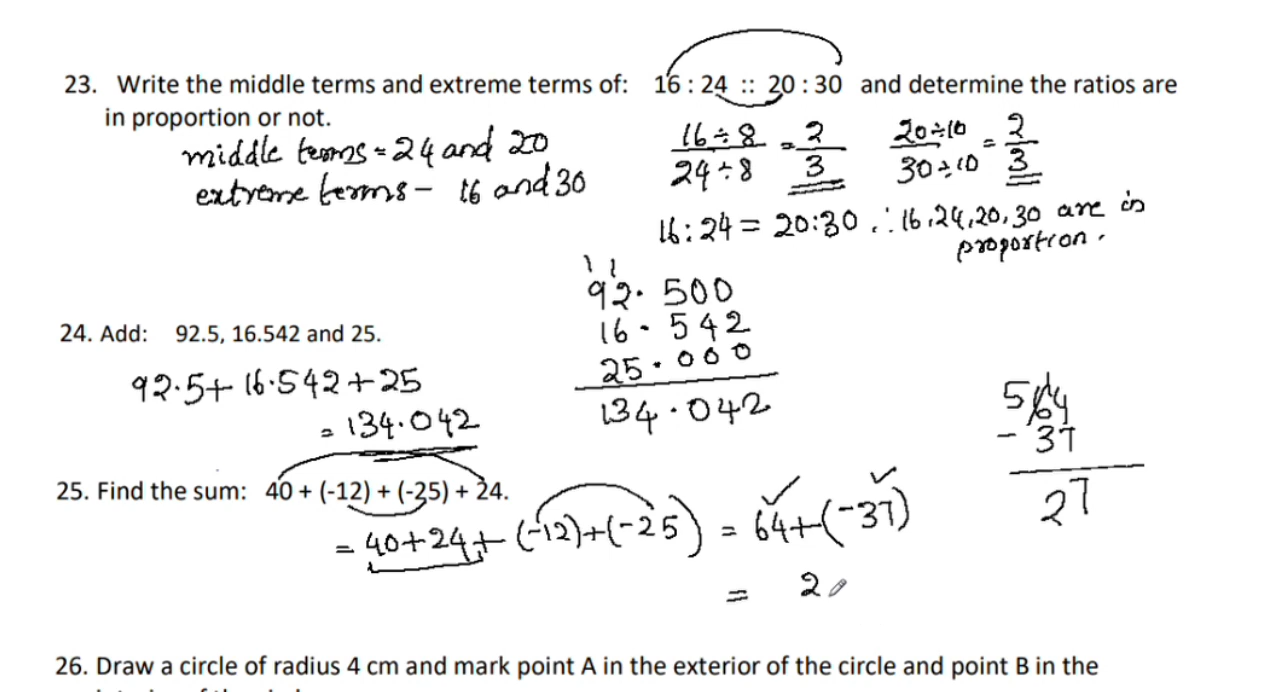 23. Write the middle terms and extreme terms of: 16 : 24 :: 20 : 30 and determine the ratios are
in proportion or not.
middle terms = 24 and 20
extreme terms - 16 and 30
16÷8 / 24÷8 = 2/3 20÷10 / 30÷10 = 2/3
16:24 = 20:30 ∴ 16,24,20,30 are in
proportion.
1 1
92.500
24. Add: 92.5, 16.542 and 25.
16.542
25.000
134.042
92.5+ 16.542+25
= 134.042
5 64
- 37
27
25. Find the sum: 40 + (-12) + (-25) + 24.
= 40+24+ (-12)+(-25) = 64+(-37)
= 2
26. Draw a circle of radius 4 cm and mark point A in the exterior of the circle and point B in the